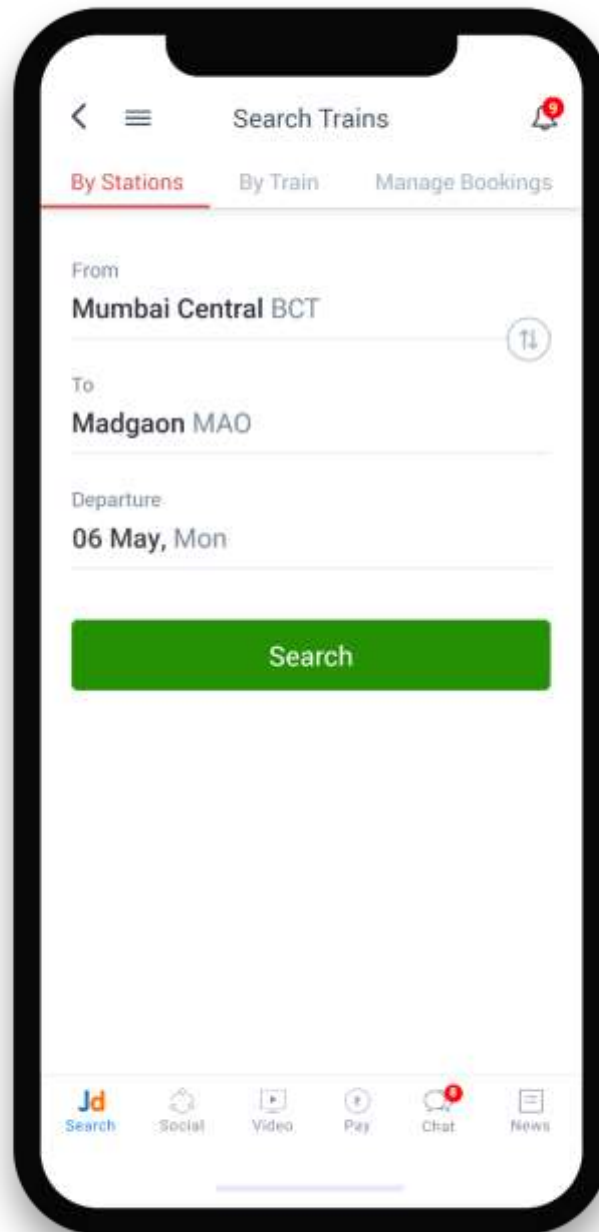 Search Trains
9
By Stations By Train Manage Bookings
From
Mumbai Central BCT
To
Madgaon MAO
Departure
06 May, Mon
Search
Jd
Search Social Video Pay Chat News